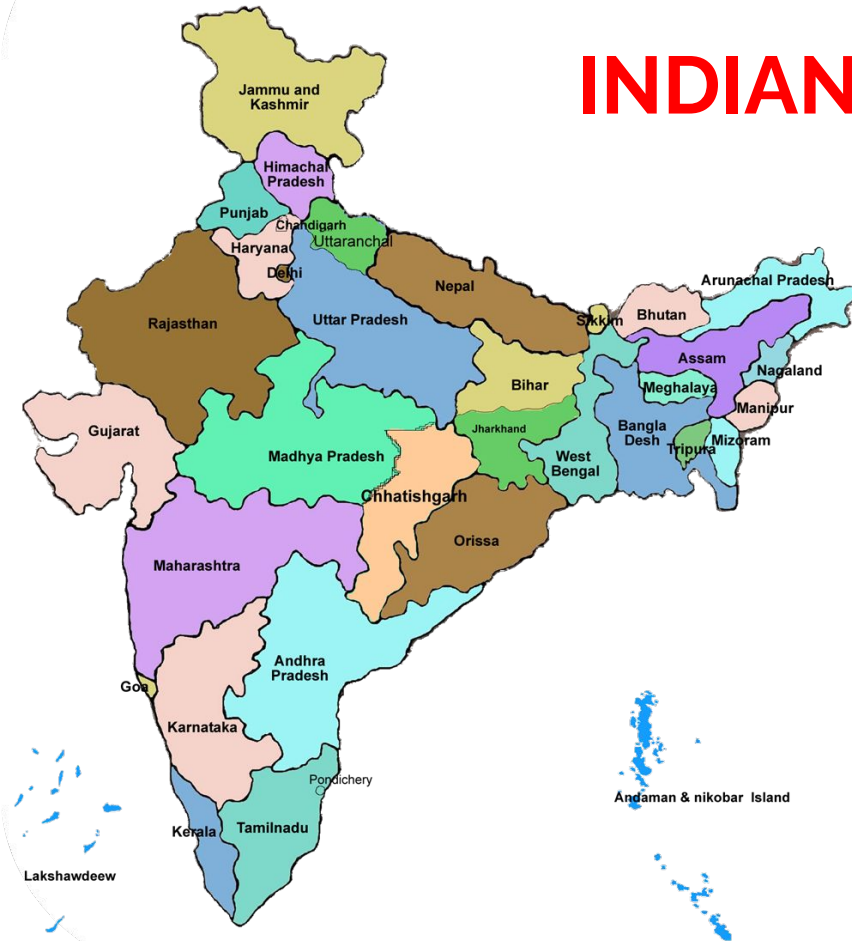 INDIAN
Jammu and
Kashmir
Himachal
Pradesh
Punjab
Chandigarh
Uttaranchal
Haryana
Delhi
Nepal
Arunachal Pradesh
Rajasthan
Uttar Pradesh
Sikkim
Bhutan
Assam
Nagaland
Bihar
Meghalaya
Manipur
Gujarat
Jharkhand
Bangla
Desh
Tripura
Mizoram
Madhya Pradesh
West
Bengal
Chhatishgarh
Maharashtra
Orissa
Andhra
Pradesh
Goa
Karnataka
Pondichery
Andaman & nikobar Island
Kerala
Tamilnadu
Lakshawdeew